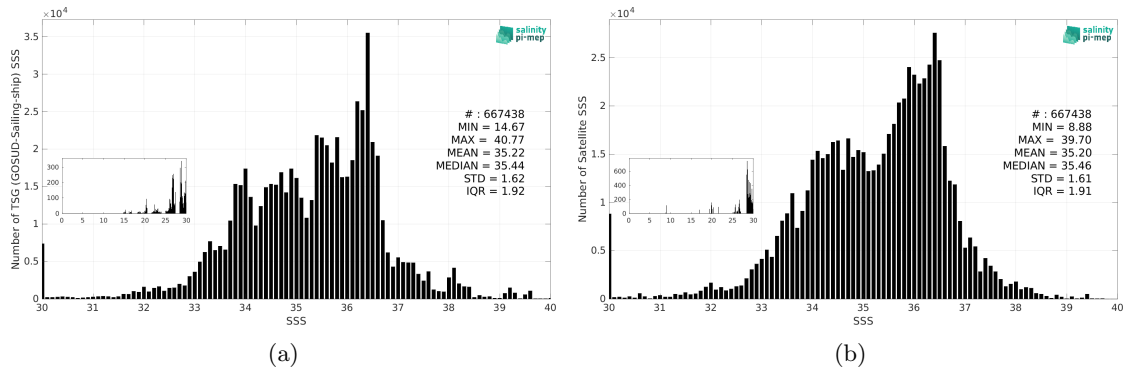 ×10⁴
Number of TSG (GOSUD-Sailing-ship) SSS
3.5
3
2.5
2
1.5
1
0.5
0
salinity
pi-mep
# : 667438
MIN = 14.67
MAX = 40.77
MEAN = 35.22
MEDIAN = 35.44
STD = 1.62
IQR = 1.92
300
200
100
0
0 5 10 15 20 25 30
30 31 32 33 34 35 36 37 38 39 40
SSS
(a)
×10⁴
Number of Satellite SSS
2.5
2
1.5
1
0.5
0
salinity
pi-mep
# : 667438
MIN = 8.88
MAX = 39.70
MEAN = 35.20
MEDIAN = 35.46
STD = 1.61
IQR = 1.91
600
400
200
0
0 5 10 15 20 25 30
30 31 32 33 34 35 36 37 38 39 40
SSS
(b)